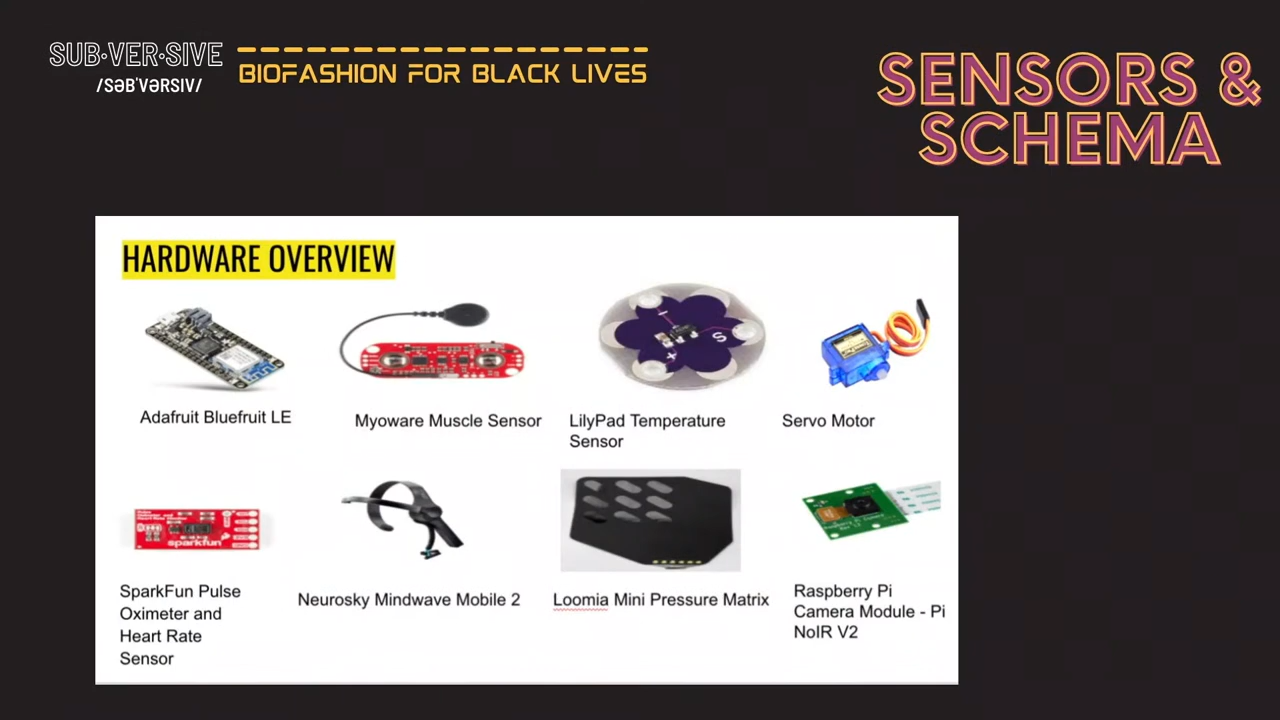 SUB·VER·SIVE
/SƏBˈVƏRSIV/
BIOFASHION FOR BLACK LIVES
SENSORS &
SCHEMA
HARDWARE OVERVIEW
Adafruit Bluefruit LE
Myoware Muscle Sensor
LilyPad Temperature
Sensor
Servo Motor
S
sparkfun
SparkFun Pulse
Oximeter and
Heart Rate
Sensor
Neurosky Mindwave Mobile 2
Loomia Mini Pressure Matrix
Raspberry Pi
Camera Module - Pi
NoIR V2